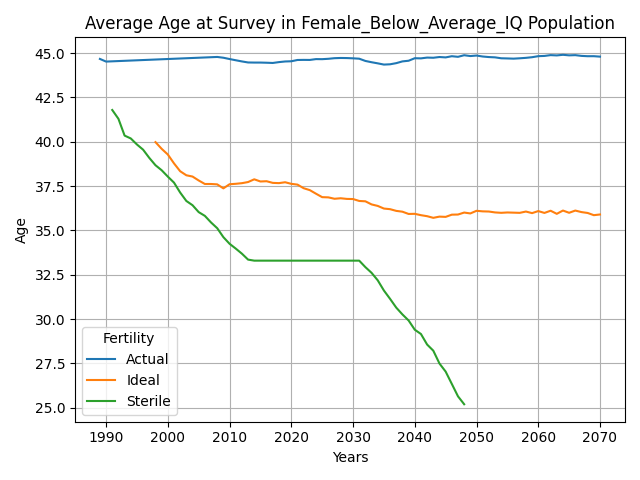 Average Age at Survey in Female_Below_Average_IQ Population
Age
45.0
42.5
40.0
37.5
35.0
32.5
30.0
27.5
25.0
Fertility
Actual
Ideal
Sterile
1990 2000 2010 2020 2030 2040 2050 2060 2070
Years